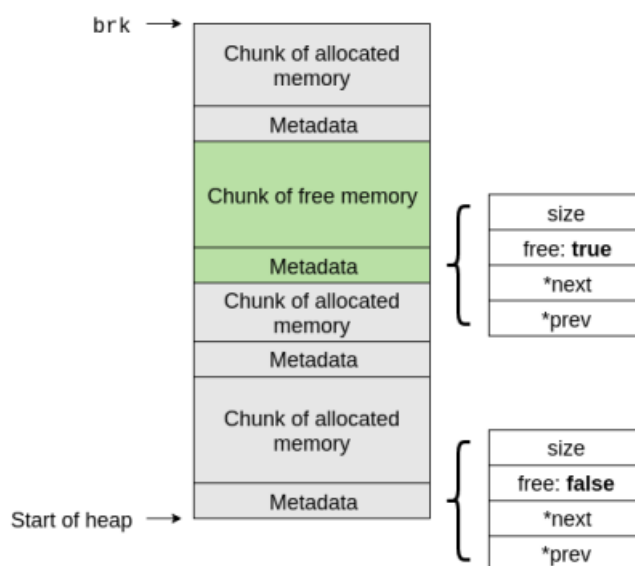 brk
Chunk of allocated
memory
Metadata
Chunk of free memory
Metadata
Chunk of allocated
memory
Metadata
Chunk of allocated
memory
Metadata
Start of heap
size
free: true
*next
*prev
size
free: false
*next
*prev